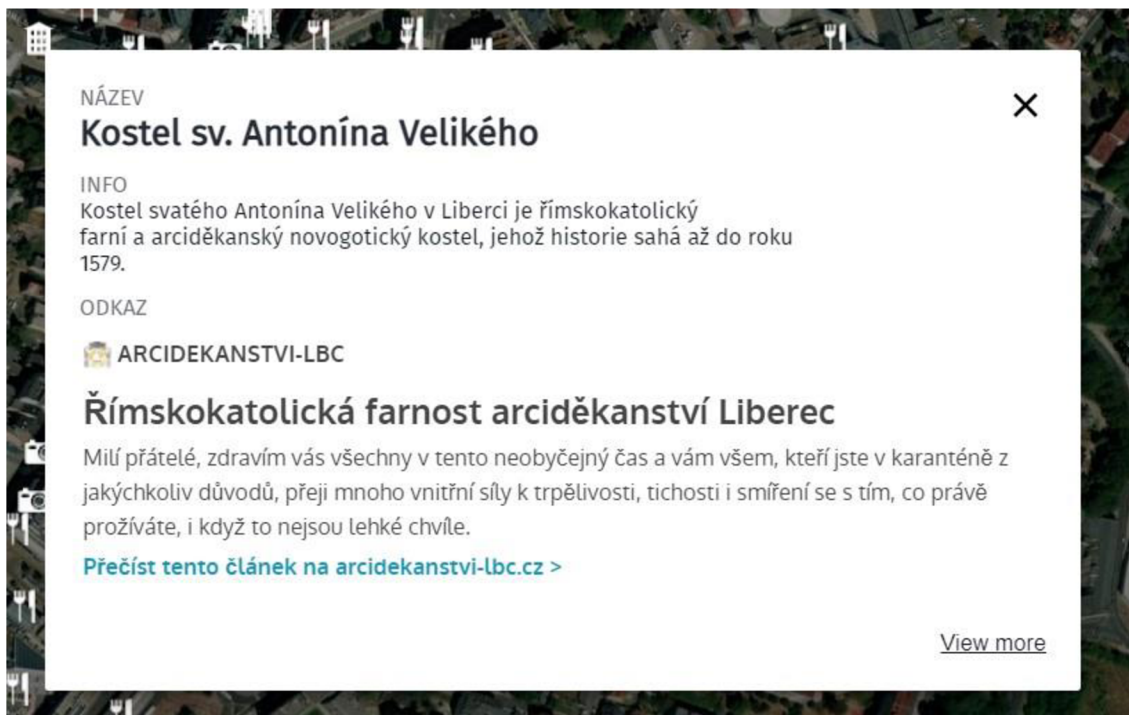 NÁZEV
Kostel sv. Antonína Velikého
INFO
Kostel svatého Antonína Velikého v Liberci je římskokatolický
farní a arciděkanský novogotický kostel, jehož historie sahá až do roku
1579.
ODKAZ
ARCIDEKANSTVI-LBC
Římskokatolická farnost arciděkanství Liberec
Milí přátelé, zdravím vás všechny v tento neobyčejný čas a vám všem, kteří jste v karanténě z
jakýchkoliv důvodů, přeji mnoho vnitřní síly k trpělivosti, tichosti i smíření se s tím, co právě
prožíváte, i když to nejsou lehké chvíle.
Přečíst tento článek na arcidekanstvi-lbc.cz >
View more